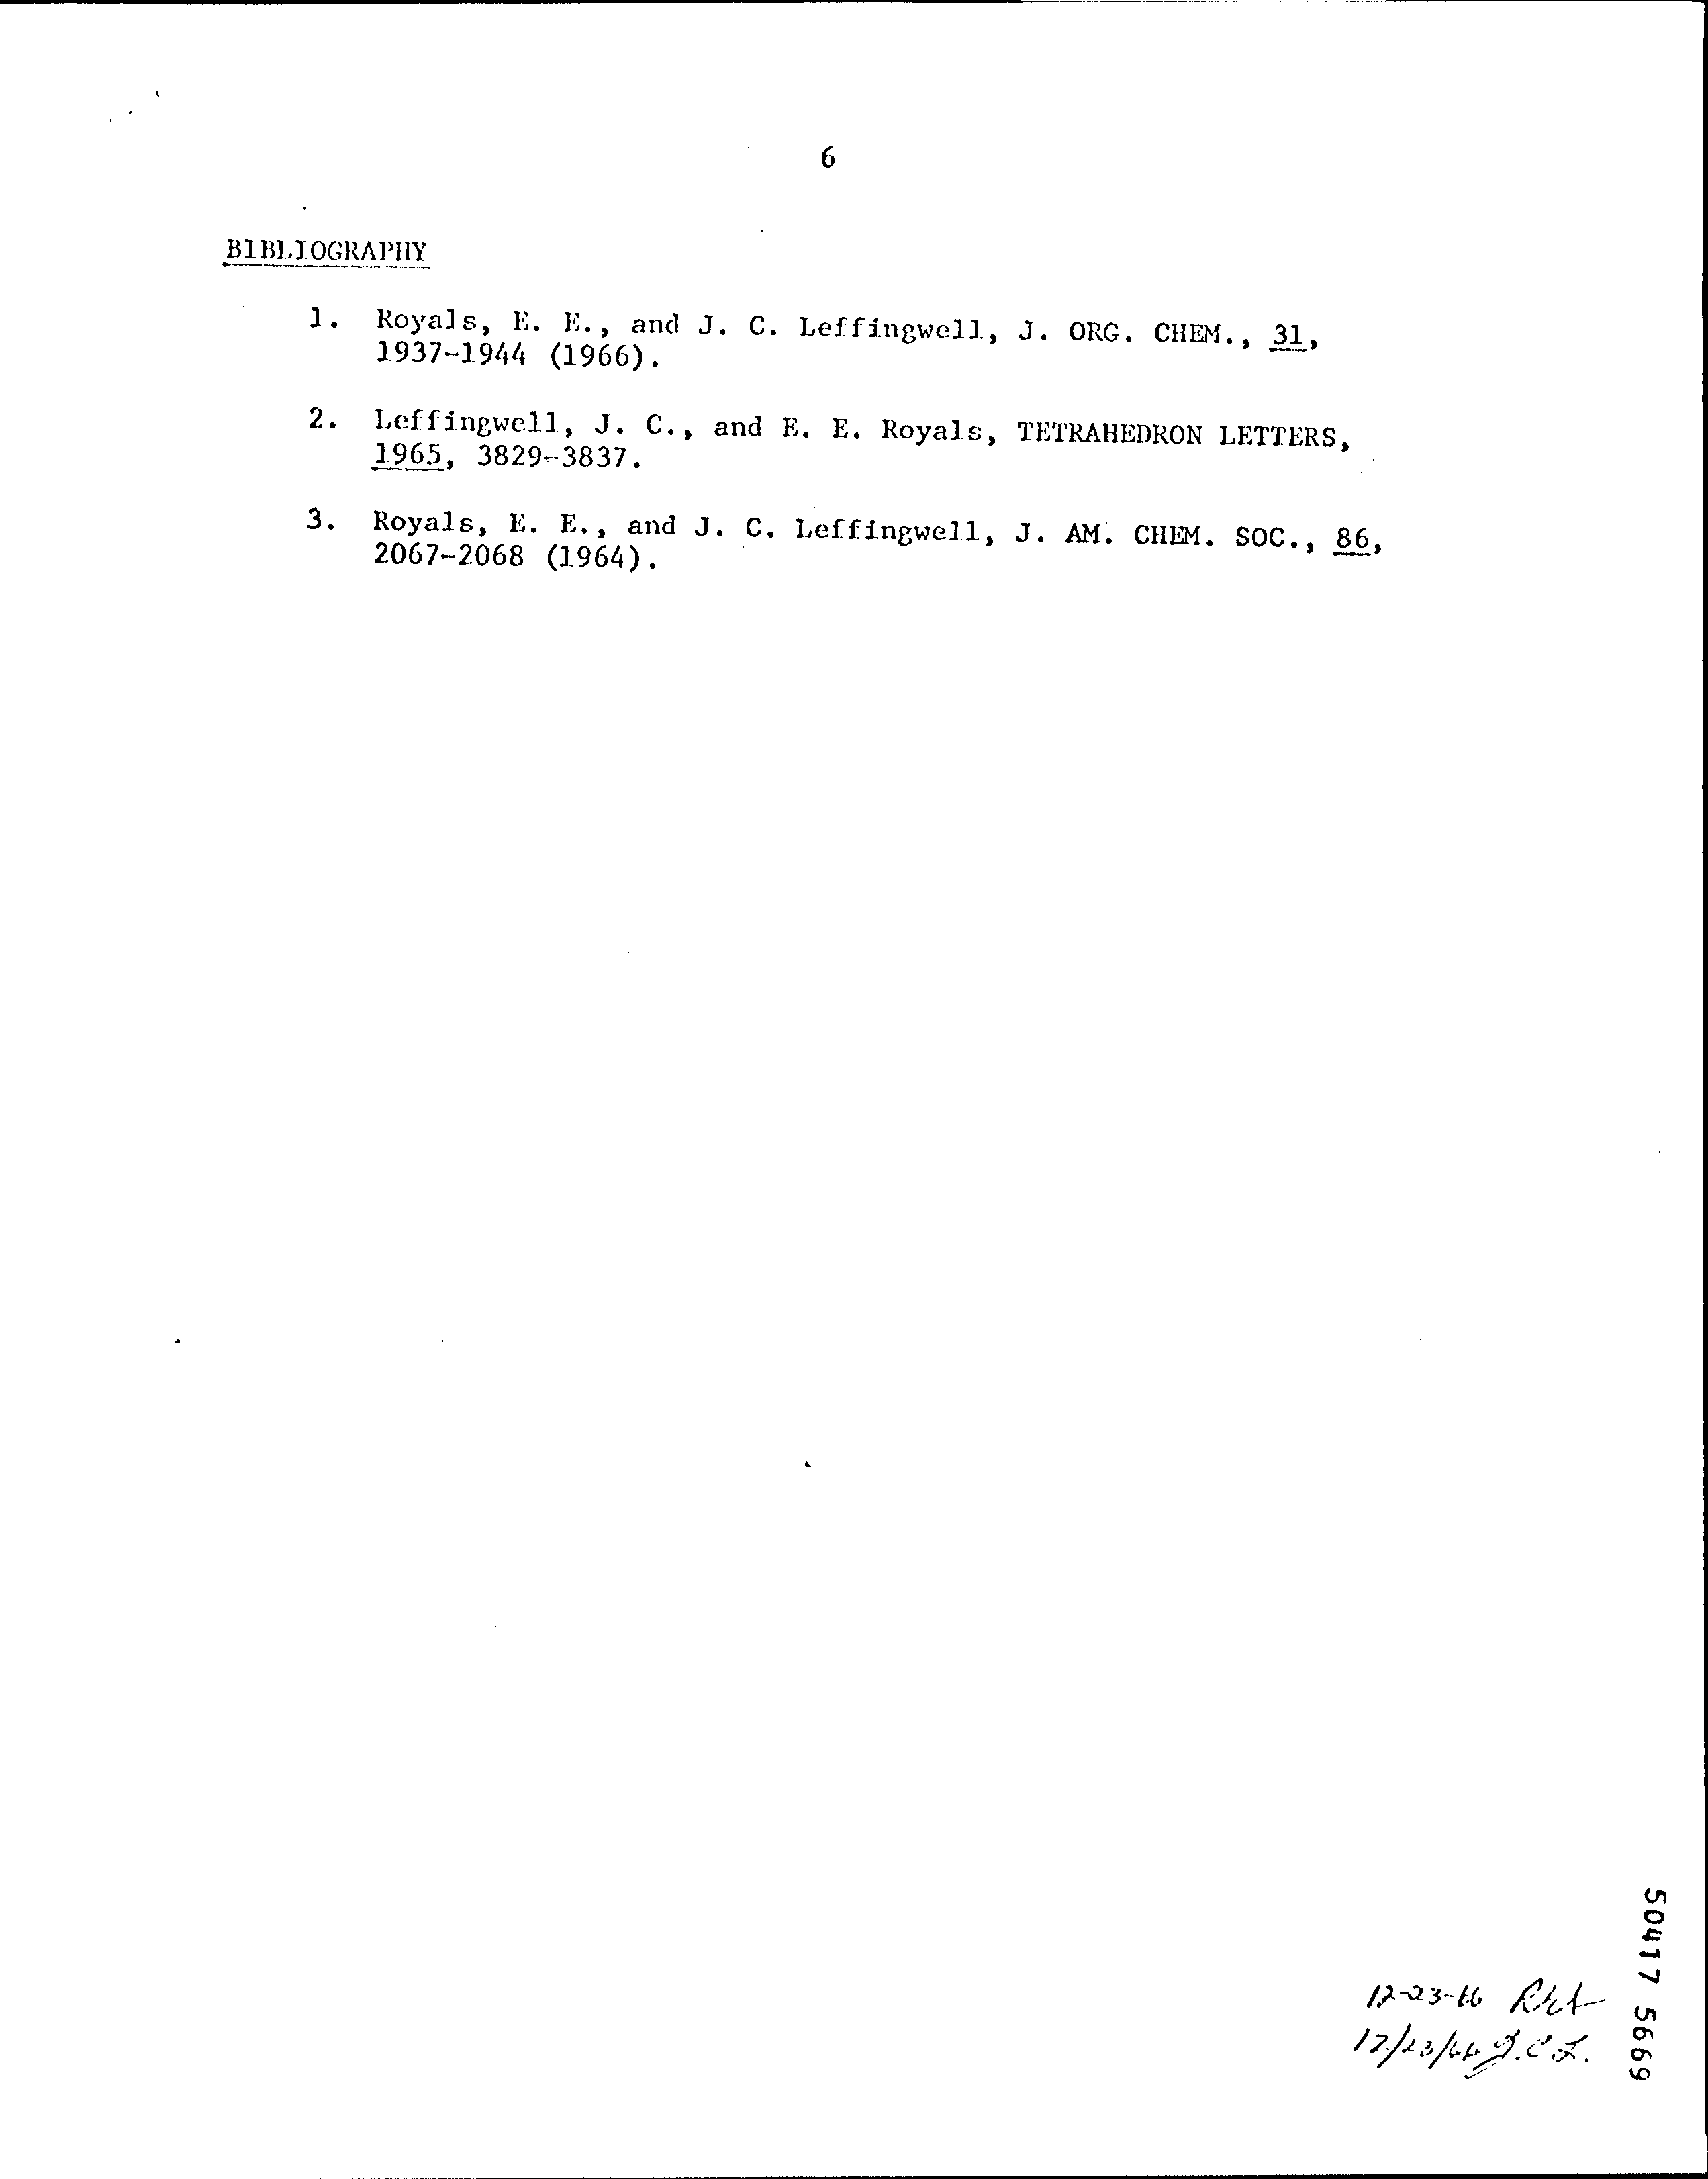 6
BIBLIOGRAPHY
1. Royals, E. E., and J. C. Leffingwell, J. ORG. CHEM., 31,
1937-1944 (1966).
2. Leffingwell, J. C., and E. E. Royals, TETRAHEDRON LETTERS,
1965, 3829-3837.
3. Royals, E. E., and J. C. Leffingwell, J. AM. CHEM. SOC., 86,
2067-2068 (1964).
12-23-66
12/23/66 J.C.L.
50417 5669